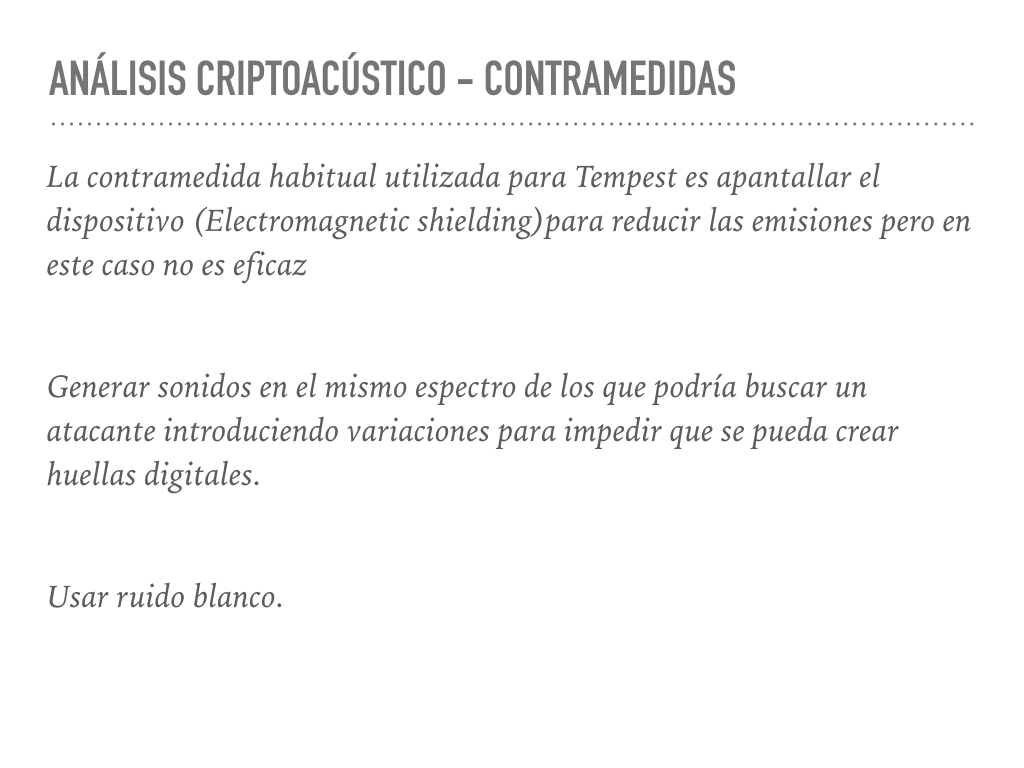 ANÁLISIS CRIPTOACÚSTICO – CONTRAMEDIDAS
La contramedida habitual utilizada para Tempest es apantallar el
dispositivo (Electromagnetic shielding)para reducir las emisiones pero en
este caso no es eficaz
Generar sonidos en el mismo espectro de los que podría buscar un
atacante introduciendo variaciones para impedir que se pueda crear
huellas digitales.
Usar ruido blanco.